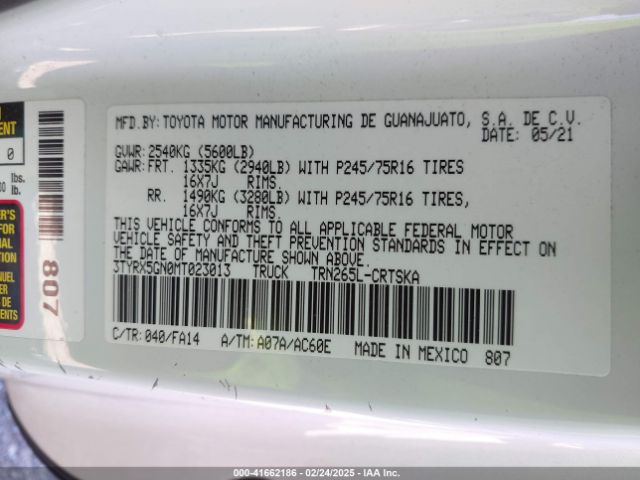 MFD.BY: TOYOTA MOTOR MANUFACTURING DE GUANAJUATO, S.A. DE C.V.
DATE: 05/21
GVWR: 2540KG (5600LB)
GAWR: FRT. 1335KG (2940LB) WITH P245/75R16 TIRES
16X7J RIMS,
RR. 1490KG (3280LB) WITH P245/75R16 TIRES,
16X7J RIMS,
THIS VEHICLE CONFORMS TO ALL APPLICABLE FEDERAL MOTOR
VEHICLE SAFETY AND THEFT PREVENTION STANDARDS IN EFFECT ON
THE DATE OF MANUFACTURE SHOWN ABOVE.
3TYRX5GN0MT023013 TRUCK TRN265L-CRTSKA
C/TR: 040/FA14 A/TM: A07A/AC60E MADE IN MEXICO 807
0
lbs.
lb.
807
000-41662186 - 02/24/2025 - IAA Inc.